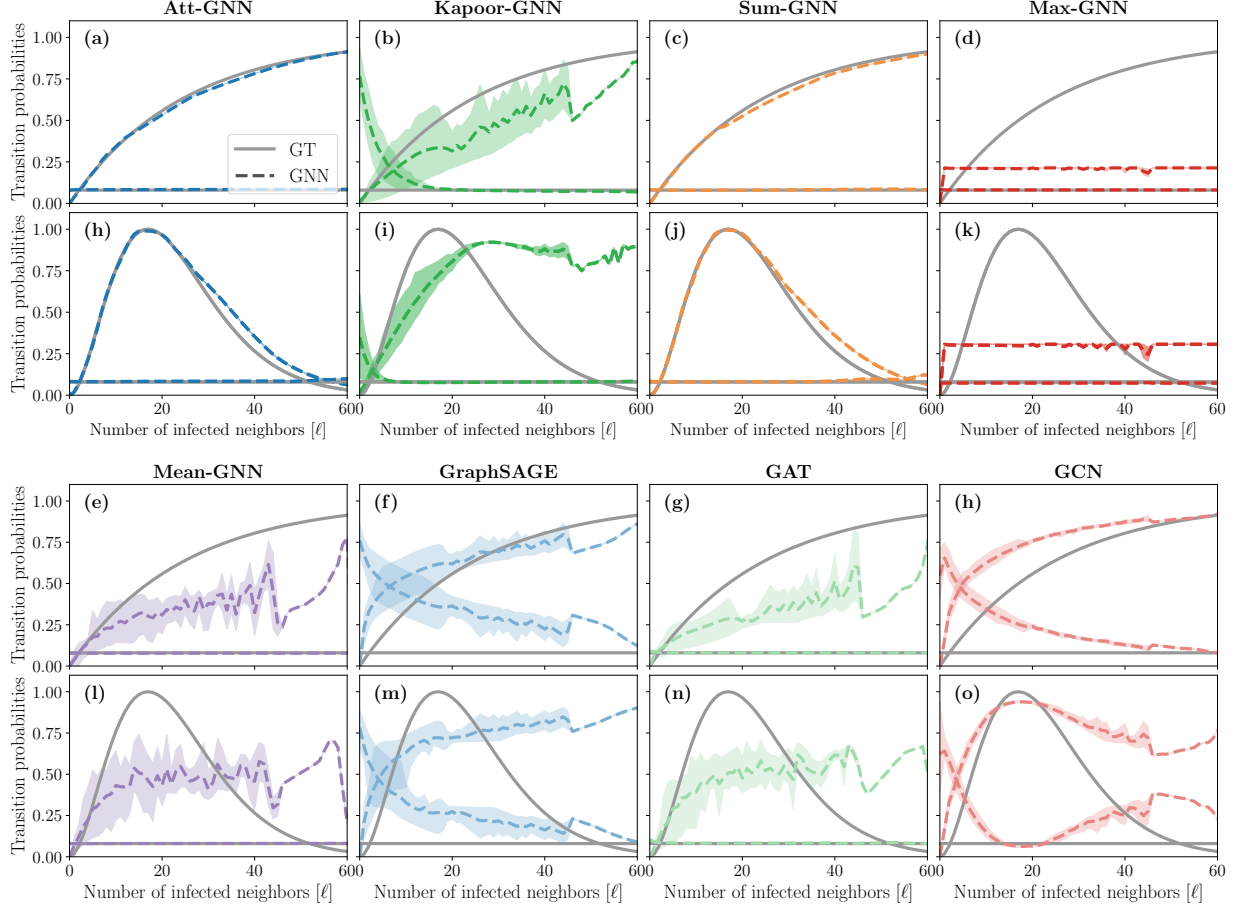 Att-GNN Kapoor-GNN Sum-GNN Max-GNN
Transition probabilities
1.00
0.75
0.50
0.25
0.00
(a) (b) (c) (d)
GT
GNN
Transition probabilities
1.00
0.75
0.50
0.25
0.00
(h) (i) (j) (k)
0 20 40 600 20 40 600 20 40 600 20 40 60
Number of infected neighbors [ℓ] Number of infected neighbors [ℓ] Number of infected neighbors [ℓ] Number of infected neighbors [ℓ]
Mean-GNN GraphSAGE GAT GCN
Transition probabilities
1.00
0.75
0.50
0.25
0.00
(e) (f) (g) (h)
Transition probabilities
1.00
0.75
0.50
0.25
0.00
(l) (m) (n) (o)
0 20 40 600 20 40 600 20 40 600 20 40 60
Number of infected neighbors [ℓ] Number of infected neighbors [ℓ] Number of infected neighbors [ℓ] Number of infected neighbors [ℓ]